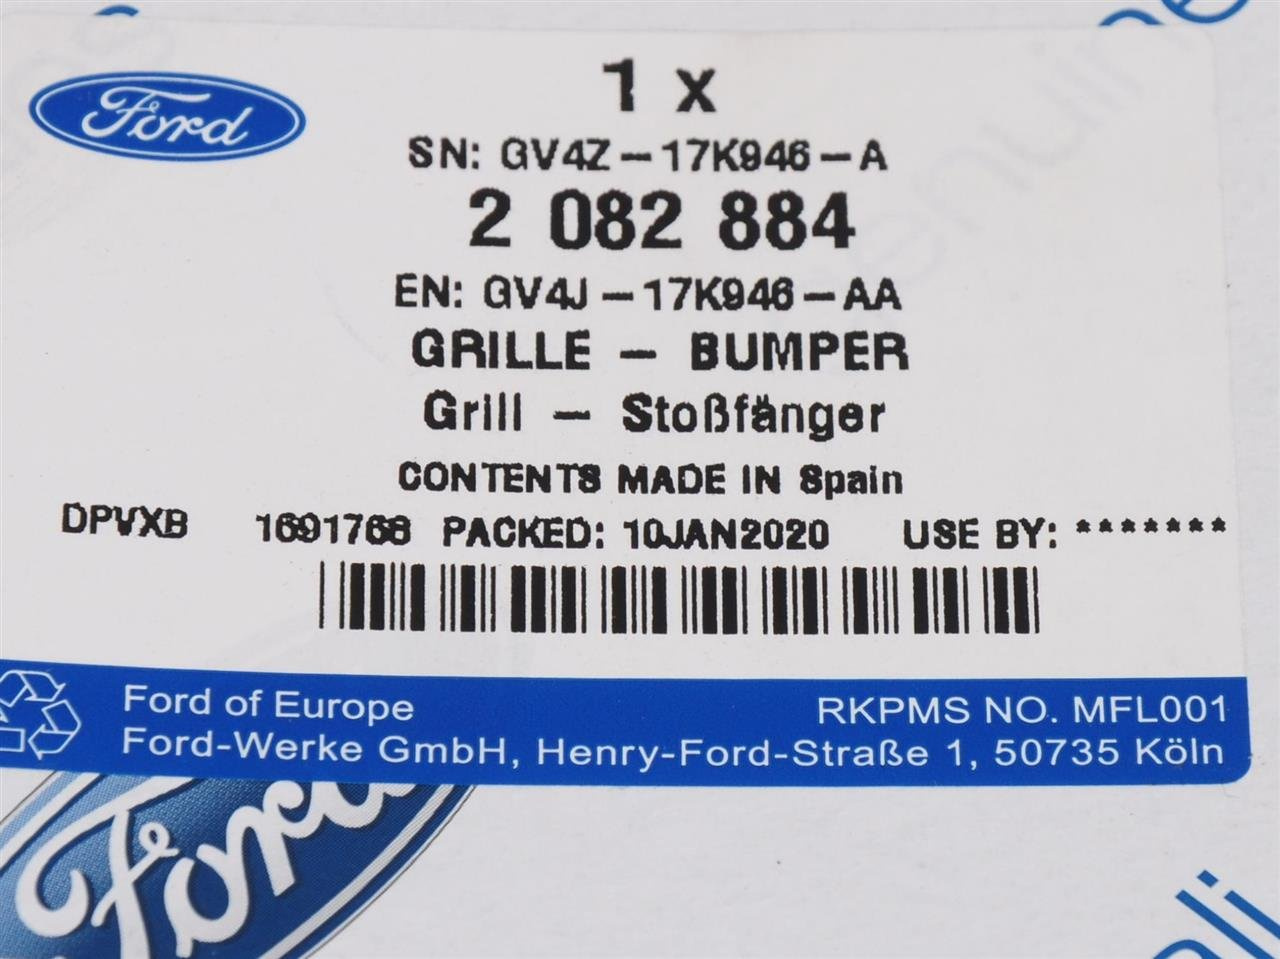 Ford
1 x
SN: GV4Z-17K946-A
2 082 884
EN: GV4J-17K946-AA
GRILLE - BUMPER
Grill - Stoßfänger
CONTENTS MADE IN Spain
DPVXB 1691768 PACKED: 10JAN2020 USE BY: *******
Ford of Europe RKPMS NO. MFL001
Ford-Werke GmbH, Henry-Ford-Straße 1, 50735 Köln
Ford